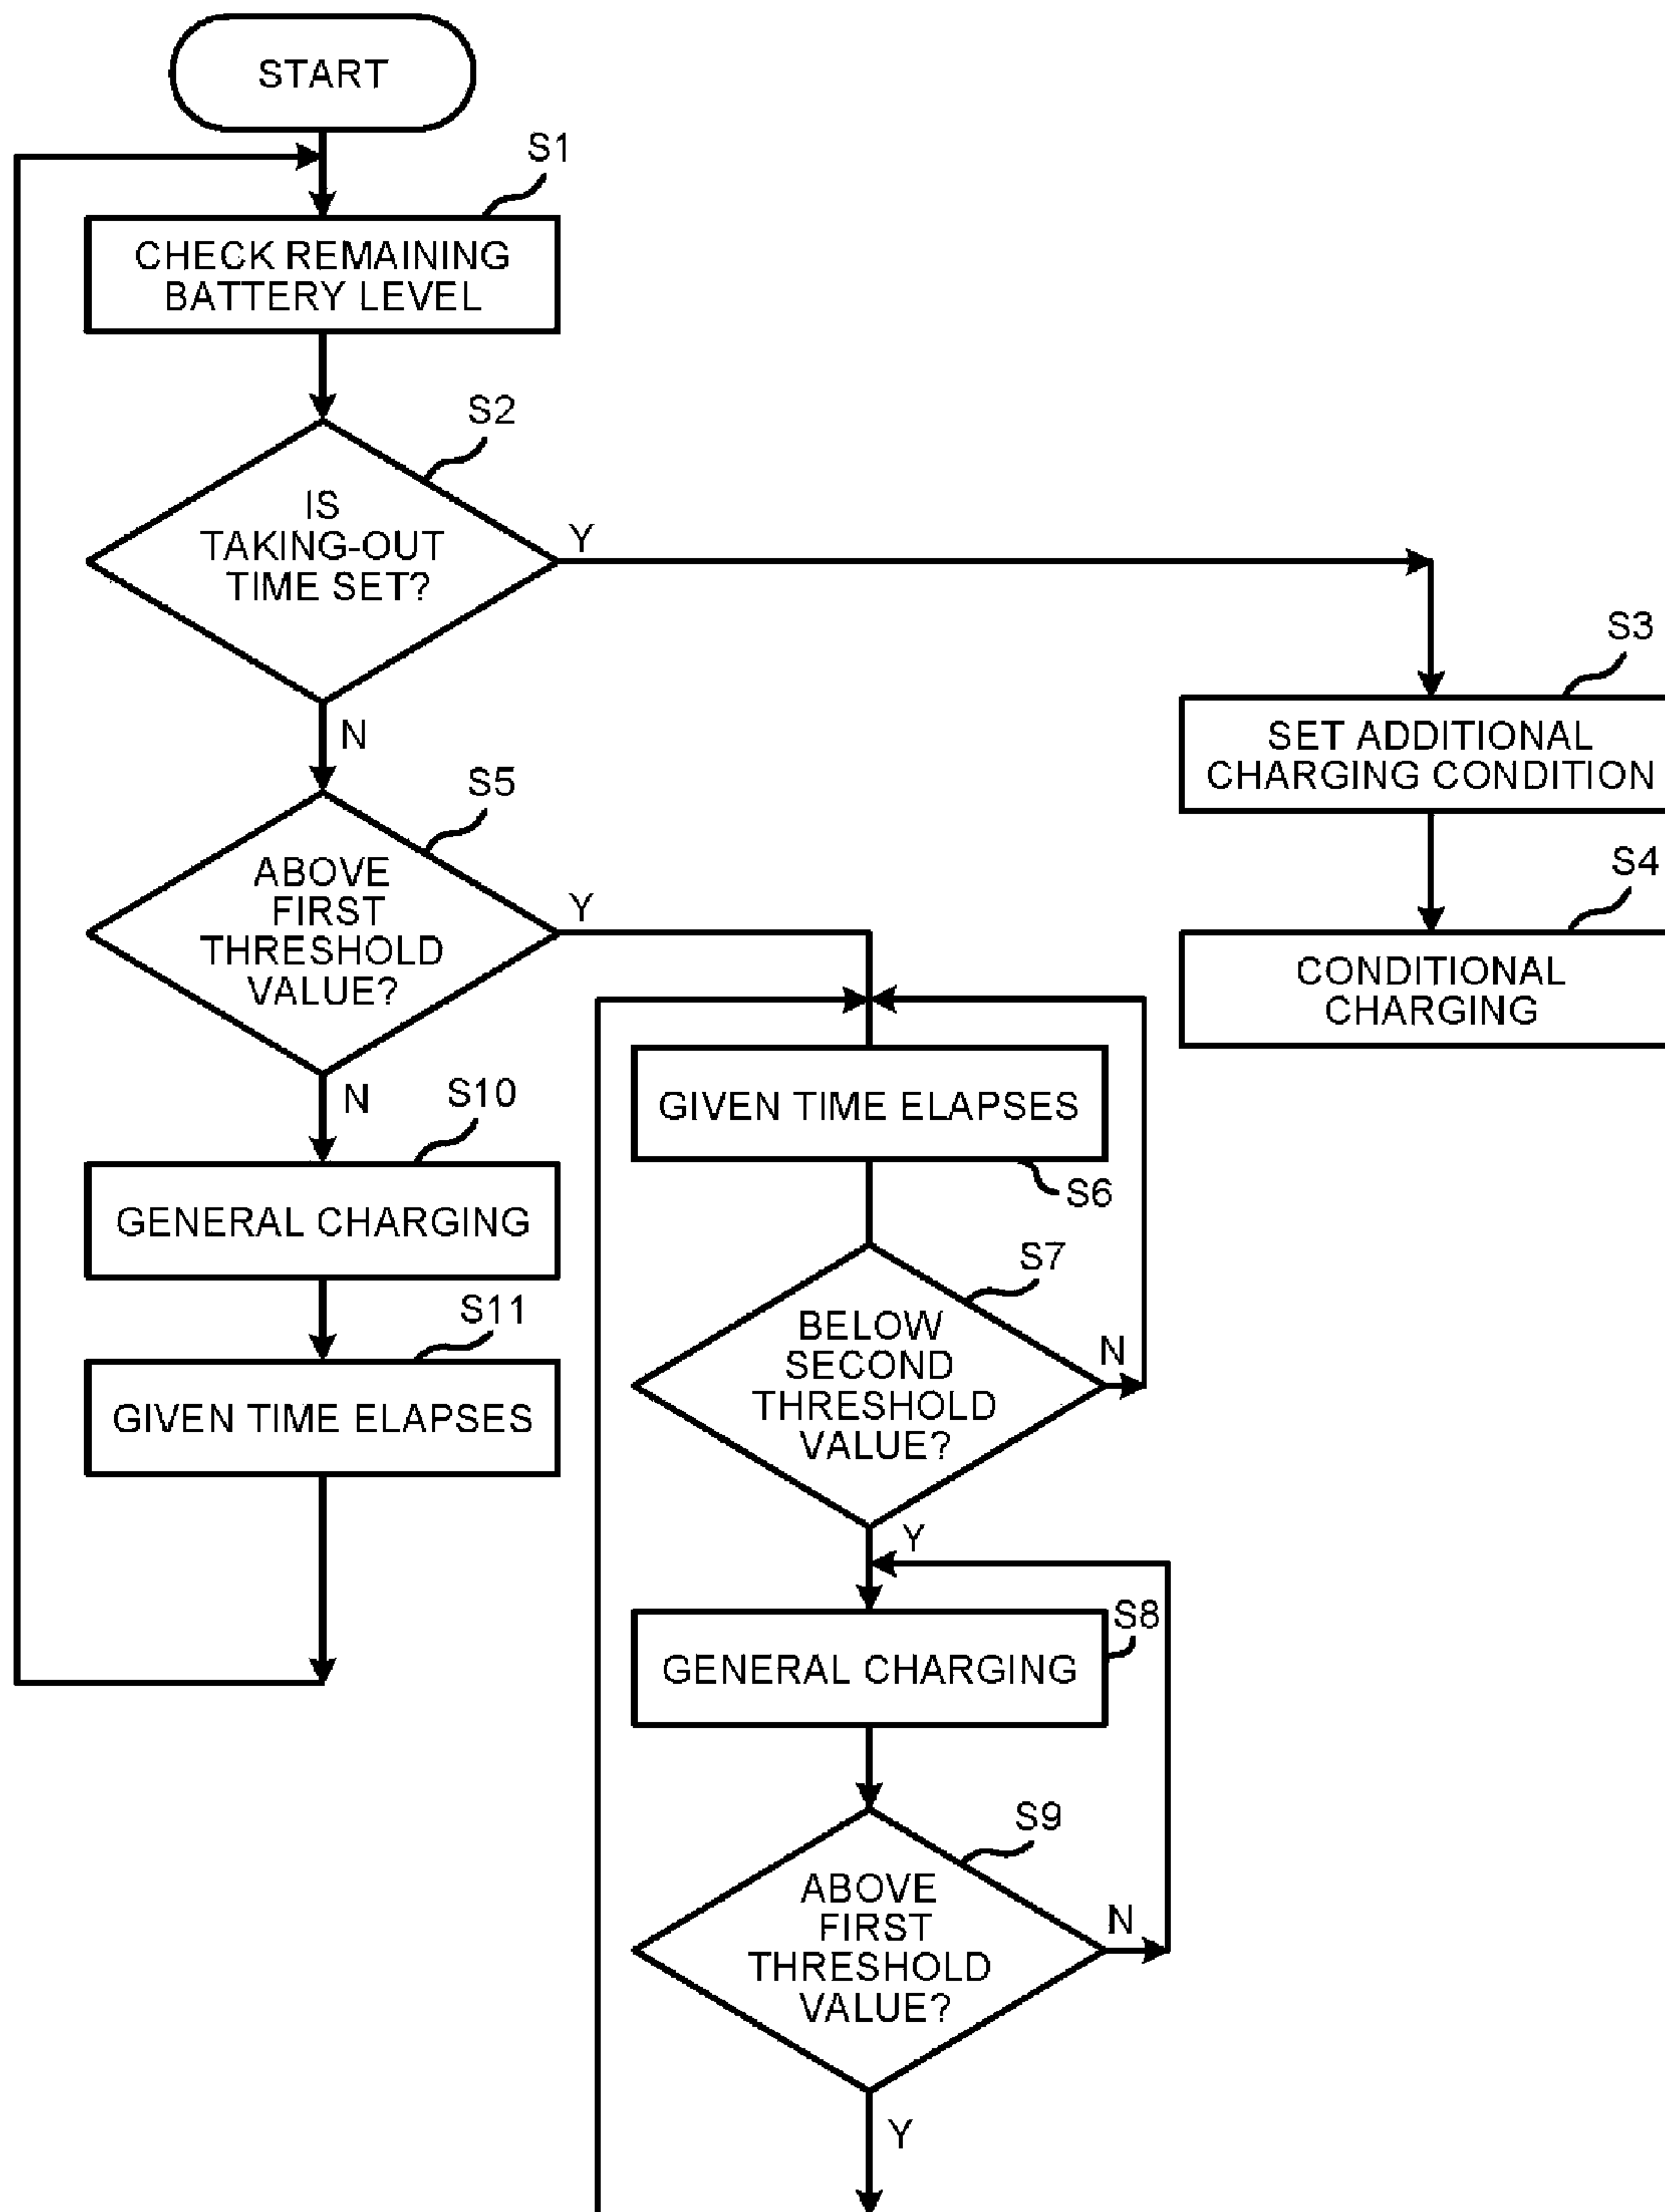 START
S1
CHECK REMAINING
BATTERY LEVEL
S2
IS
TAKING-OUT
TIME SET?
Y
N
S3
SET ADDITIONAL
CHARGING CONDITION
S4
CONDITIONAL
CHARGING
S5
ABOVE
FIRST
THRESHOLD
VALUE?
Y
N
GIVEN TIME ELAPSES
S6
S7
BELOW
SECOND
THRESHOLD
VALUE?
N
Y
S8
GENERAL CHARGING
S9
ABOVE
FIRST
THRESHOLD
VALUE?
N
Y
S10
GENERAL CHARGING
S11
GIVEN TIME ELAPSES